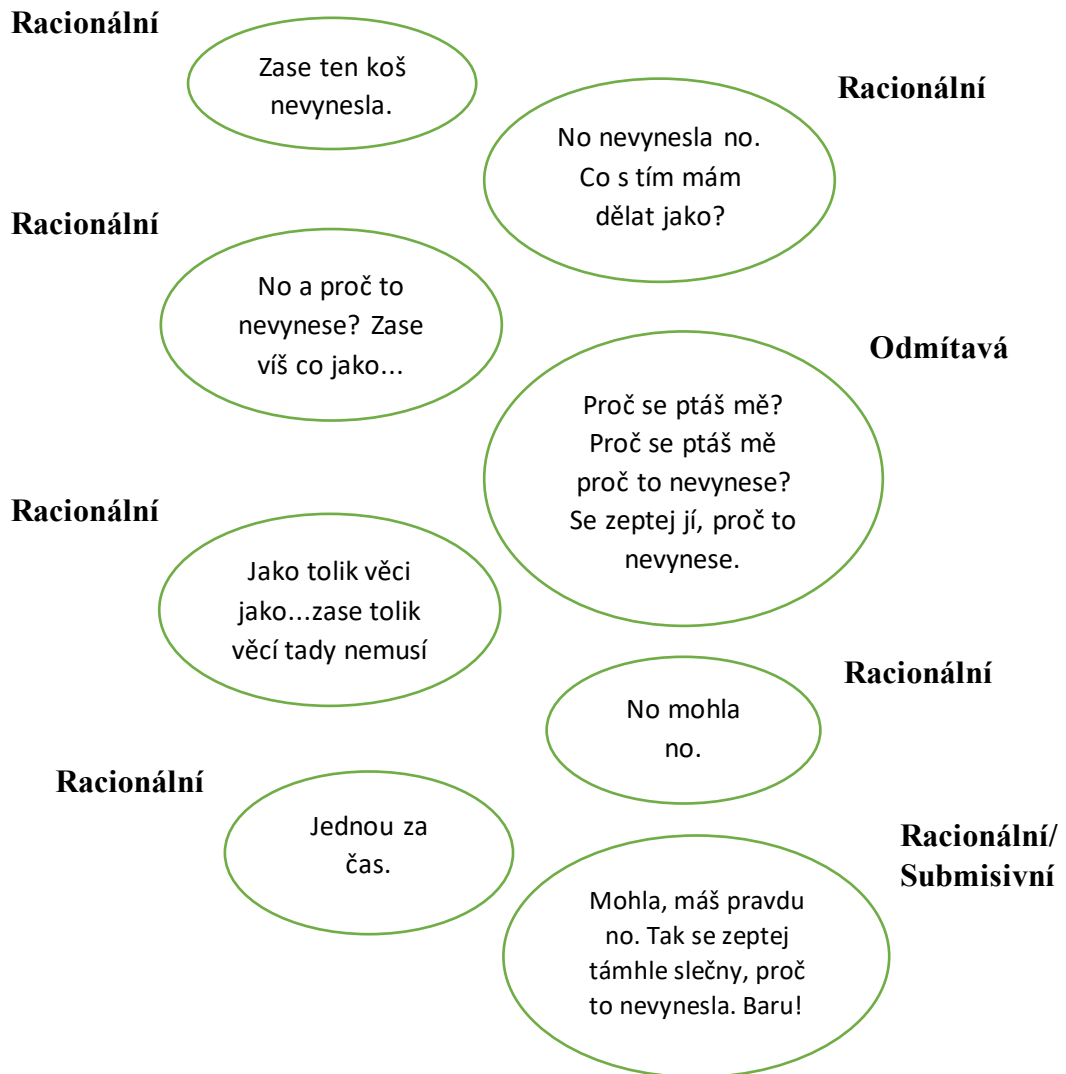 Racionální
Zase ten koš
nevynesla.
Racionální
No nevynesla no.
Co s tím mám
dělat jako?
Racionální
No a proč to
nevynese? Zase
víš co jako...
Odmítavá
Proč se ptáš mě?
Proč se ptáš mě
proč to nevynese?
Se zeptej jí, proč to
nevynese.
Racionální
Jako tolik věci
jako...zase tolik
věcí tady nemusí
Racionální
No mohla
no.
Racionální
Jednou za
čas.
Racionální/
Submisivní
Mohla, máš pravdu
no. Tak se zeptej
támhle slečny, proč
to nevynesla. Baru!